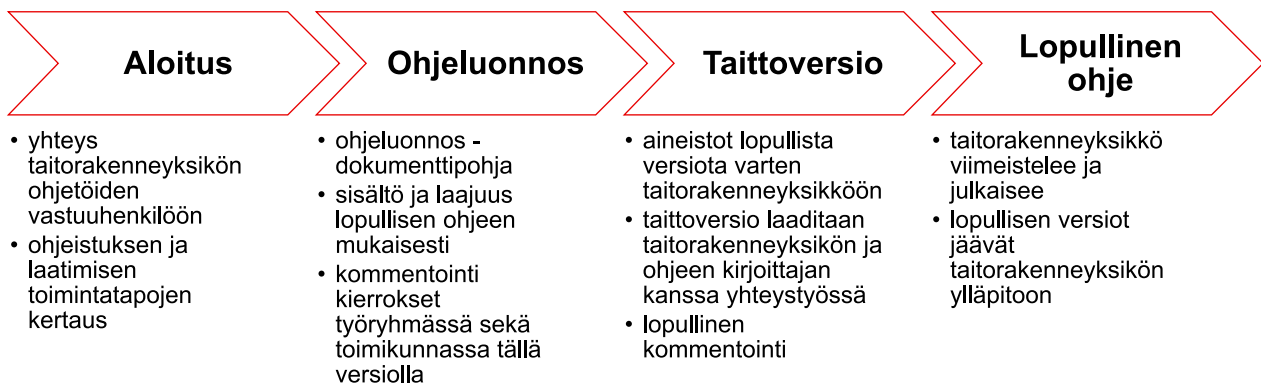 Aloitus
• yhteys
taitorakenneyksikön
ohjetöiden
vastuuhenkilöön
• ohjeistuksen ja
laatimisen
toimintatapojen
kertaus
Ohjeluonnos
• ohjeluonnos -
dokumenttipohja
• sisältö ja laajuus
lopullisen ohjeen
mukaisesti
• kommentointi
kierrokset
työryhmässä sekä
toimikunnassa tällä
versiolla
Taittoversio
• aineistot lopullista
versiota varten
taitorakenneyksikköön
• taittoversio laaditaan
taitorakenneyksikön ja
ohjeen kirjoittajan
kanssa yhteystyössä
• lopullinen
kommentointi
Lopullinen
ohje
• taitorakenneyksikkö
viimeistelee ja
julkaisee
• lopullisen versiot
jäävät
taitorakenneyksikön
ylläpitoon